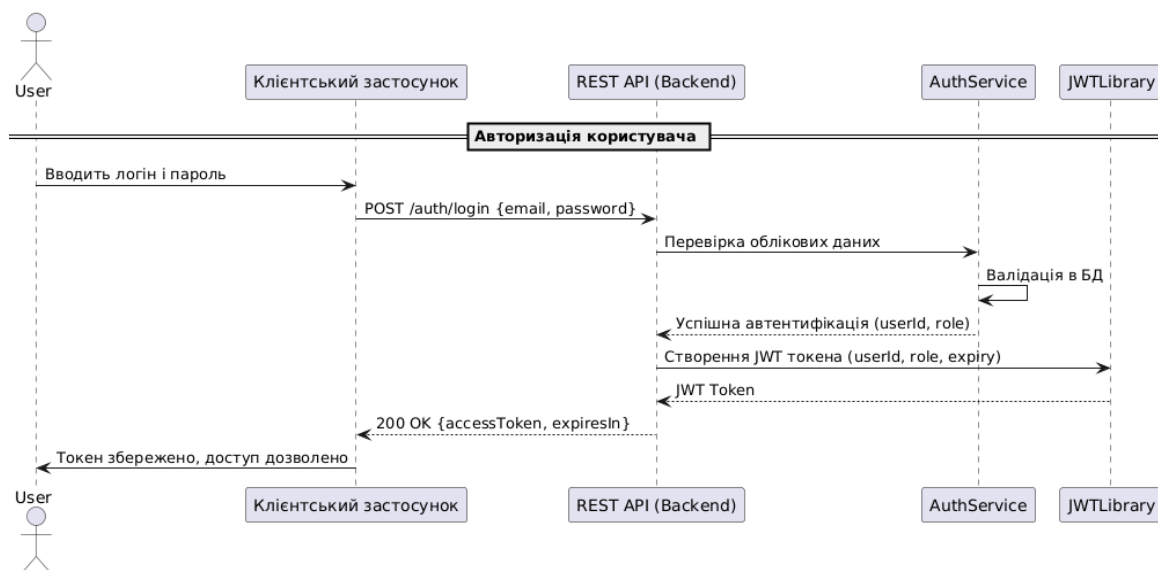 User
Клієнтський застосунок
REST API (Backend)
AuthService
JWTLibrary
Авторизація користувача
Вводить логін і пароль
POST /auth/login {email, password}
Перевірка облікових даних
Валідація в БД
Успішна автентифікація (userId, role)
Створення JWT токена (userId, role, expiry)
JWT Token
200 OK {accessToken, expiresIn}
Токен збережено, доступ дозволено
User
Клієнтський застосунок
REST API (Backend)
AuthService
JWTLibrary